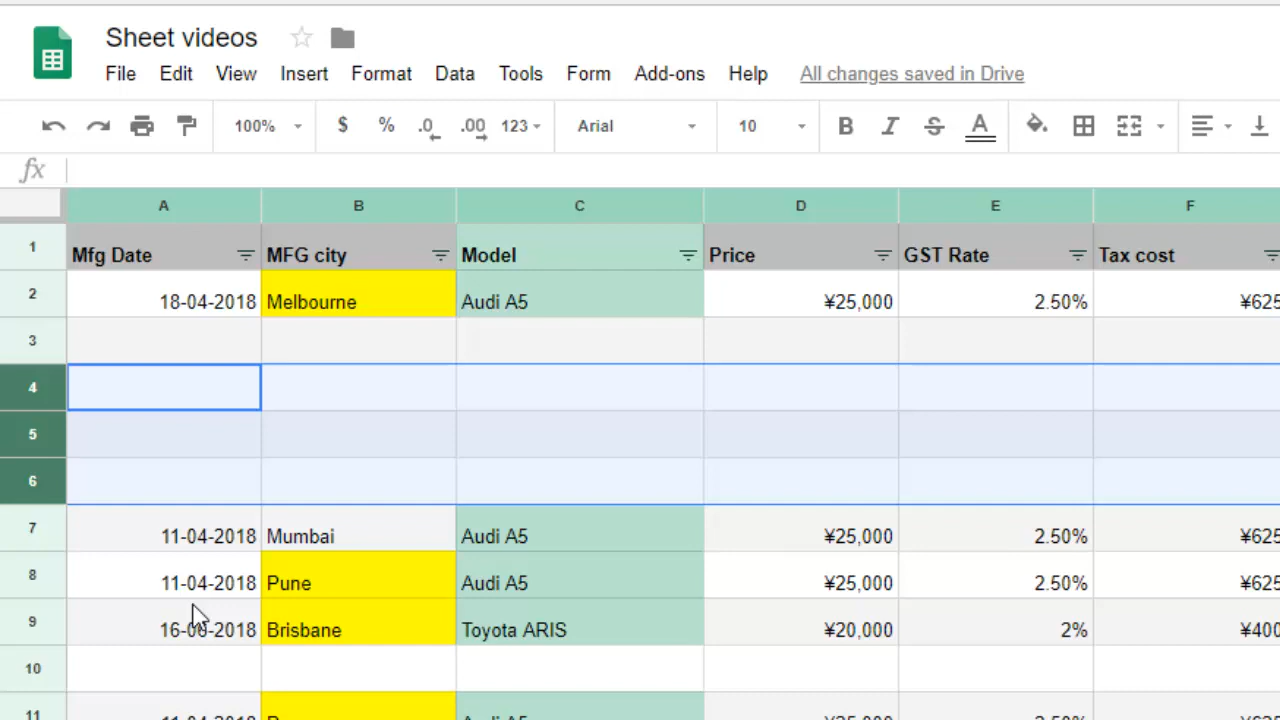 Sheet videos
File Edit View Insert Format Data Tools Form Add-ons Help All changes saved in Drive
100% $ % .0 .00 123 Arial 10 B I S A
fx
A B C D E F
1 Mfg Date MFG city Model Price GST Rate Tax cost
2 18-04-2018 Melbourne Audi A5 ¥25,000 2.50% ¥625
3
4
5
6
7 11-04-2018 Mumbai Audi A5 ¥25,000 2.50% ¥625
8 11-04-2018 Pune Audi A5 ¥25,000 2.50% ¥625
9 Brisbane Toyota ARIS ¥20,000 2% ¥400
10
11